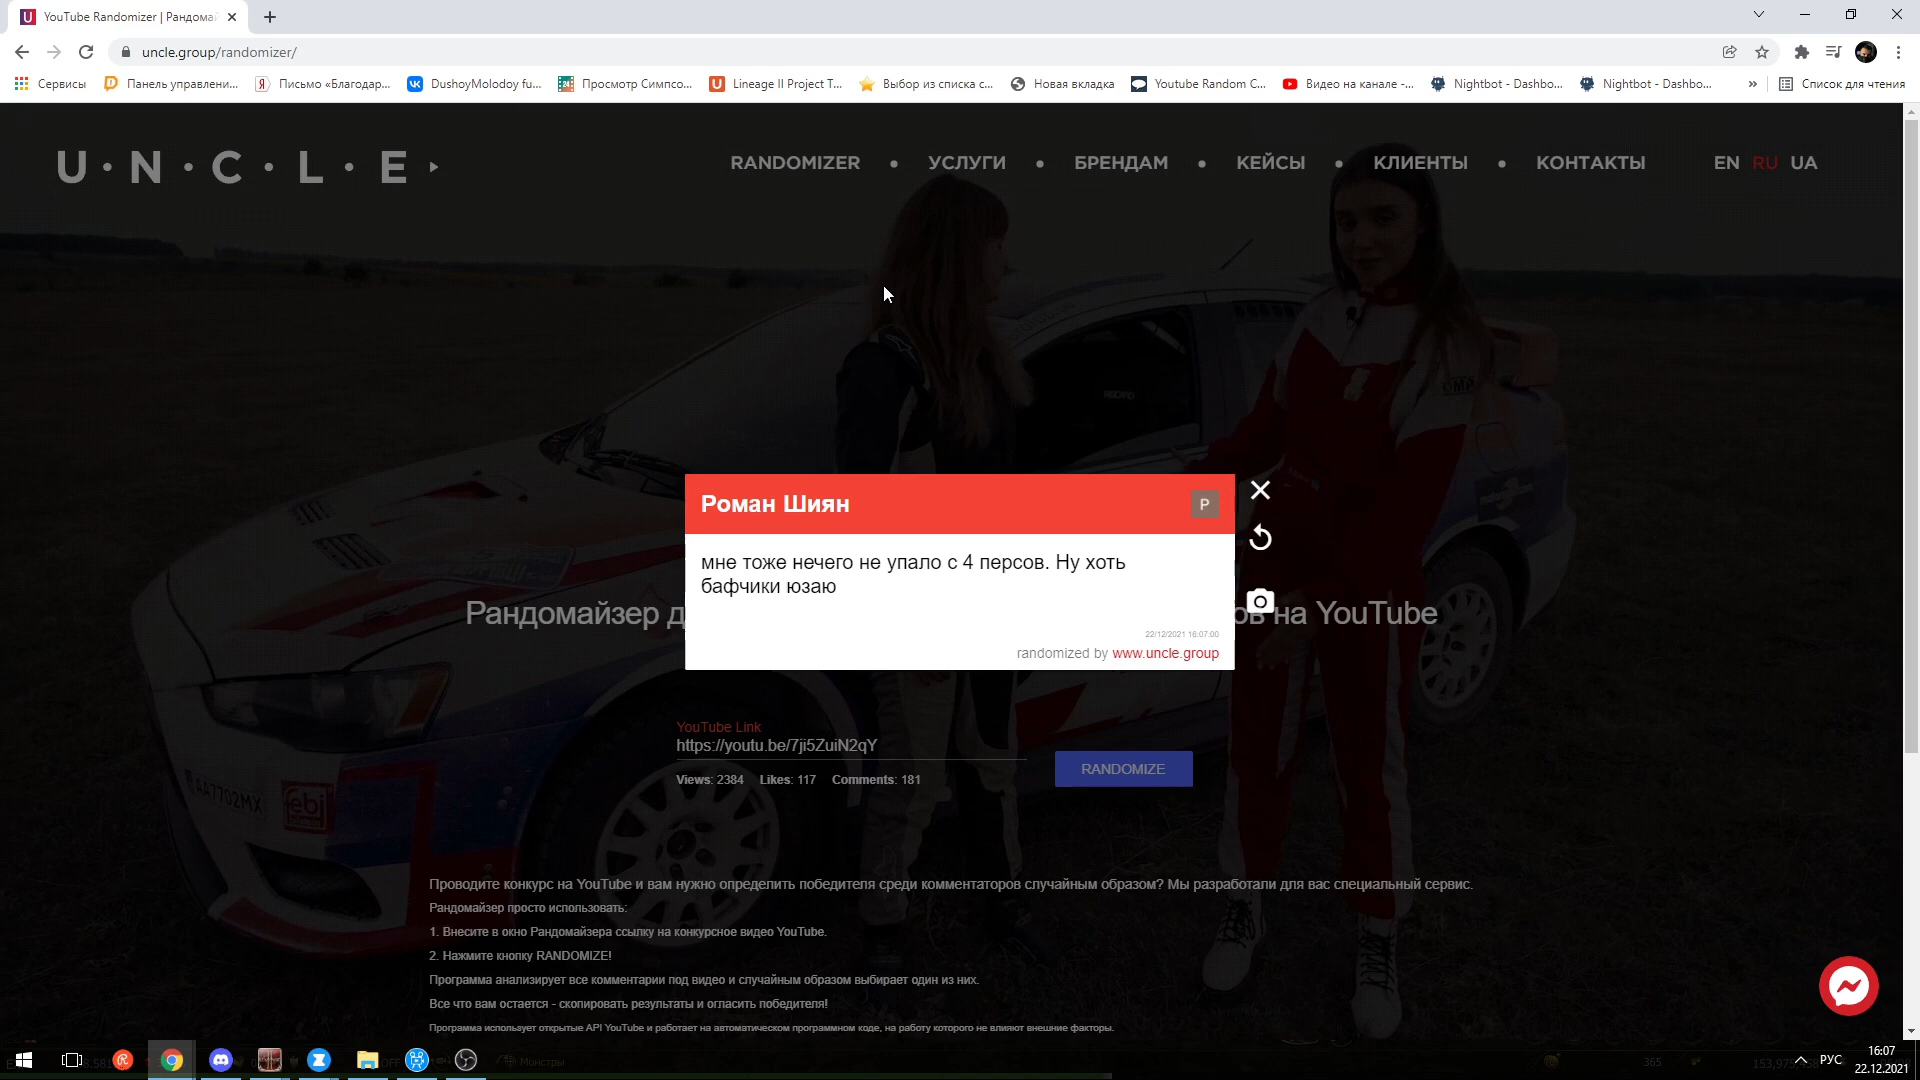 YouTube Randomizer | Рандомай
uncle.group/randomizer/
Сервисы
Панель управлени...
Письмо «Благодар...
DushoyMolodoy fu...
Просмотр Симпсо...
Lineage II Project T...
Выбор из списка с...
Новая вкладка
Youtube Random C...
Видео на канале -...
Nightbot - Dashbo...
Nightbot - Dashbo...
»
Список для чтения
U·N·C·L·E
RANDOMIZER • УСЛУГИ • БРЕНДАМ • КЕЙСЫ • КЛИЕНТЫ • КОНТАКТЫ
EN RU UA
Роман Шиян
P
мне тоже нечего не упало с 4 персов. Ну хоть
бафчики юзаю
22/12/2021 16:07:00
randomized by www.uncle.group
Рандомайзер д
ов на YouTube
YouTube Link
https://youtu.be/7ji5ZuiN2qY
Views: 2384 Likes: 117 Comments: 181
RANDOMIZE
AA7702MX
ebi
Проводите конкурс на YouTube и вам нужно определить победителя среди комментаторов случайным образом? Мы разработали для вас специальный сервис.
Рандомайзер просто использовать:
1. Внесите в окно Рандомайзера ссылку на конкурсное видео YouTube.
2. Нажмите кнопку RANDOMIZE!
Программа анализирует все комментарии под видео и случайным образом выбирает один из них.
Все что вам остается - скопировать результаты и огласить победителя!
Программа использует открытые API YouTube и работает на автоматическом программном коде, на работу которого не влияют внешние факторы.
Монстры
365
РУС
16:07
22.12.2021